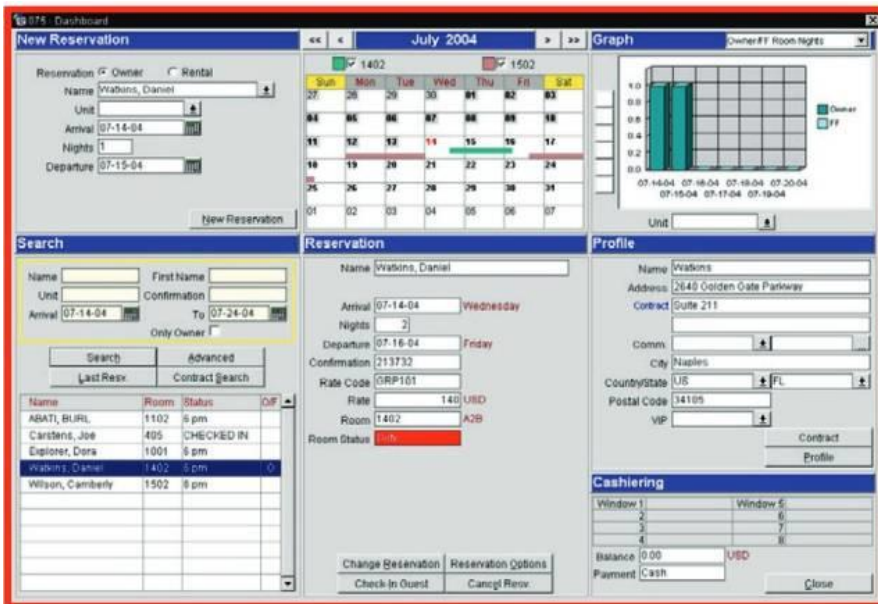 075 - Dashboard
New Reservation
Reservation Owner Rental
Name Watkins, Daniel
Unit
Arrival 07-14-04
Nights 1
Departure 07-15-04
New Reservation
<< < July 2004 > >>
1402 1502
Sun Mon Tue Wed Thu Fri Sat
27 28 29 30 01 02 03
04 05 06 07 08 09 10
11 12 13 14 15 16 17
18 19 20 21 22 23 24
25 26 27 28 29 30 31
01 02 03 04 05 06 07
Graph Owner/FF Room Nights
1.0
0.8
0.6
0.4
0.2
0.0
Owner
FF
07-14-04 07-16-04 07-18-04 07-20-04
07-15-04 07-17-04 07-19-04
Unit
Search
Name First Name
Unit Confirmation
Arrival 07-14-04 To 07-24-04
Only Owner
Search Advanced
Last Resv. Contract Search
Name Room Status O/F
ABATI, BURL 1102 6 pm
Carstens, Joe 405 CHECKED IN
Explorer, Dora 1001 6 pm
Watkins, Daniel 1402 6 pm O
Wilson, Camberly 1502 6 pm
Reservation
Name Watkins, Daniel
Arrival 07-14-04 Wednesday
Nights 2
Departure 07-16-04 Friday
Confirmation 213732
Rate Code GRP101
Rate 140 USD
Room 1402 A2B
Room Status
Change Reservation Reservation Options
Check-In Guest Cancel Resv.
Profile
Name Watkins
Address 2640 Golden Gate Parkway
Contract Suite 211
Comm. ...
City Naples
Country/State US FL
Postal Code 34105
VIP
Contract
Profile
Cashiering
Window 1 Window 5
2 6
3 7
4 8
Balance 0.00 USD
Payment Cash
Close